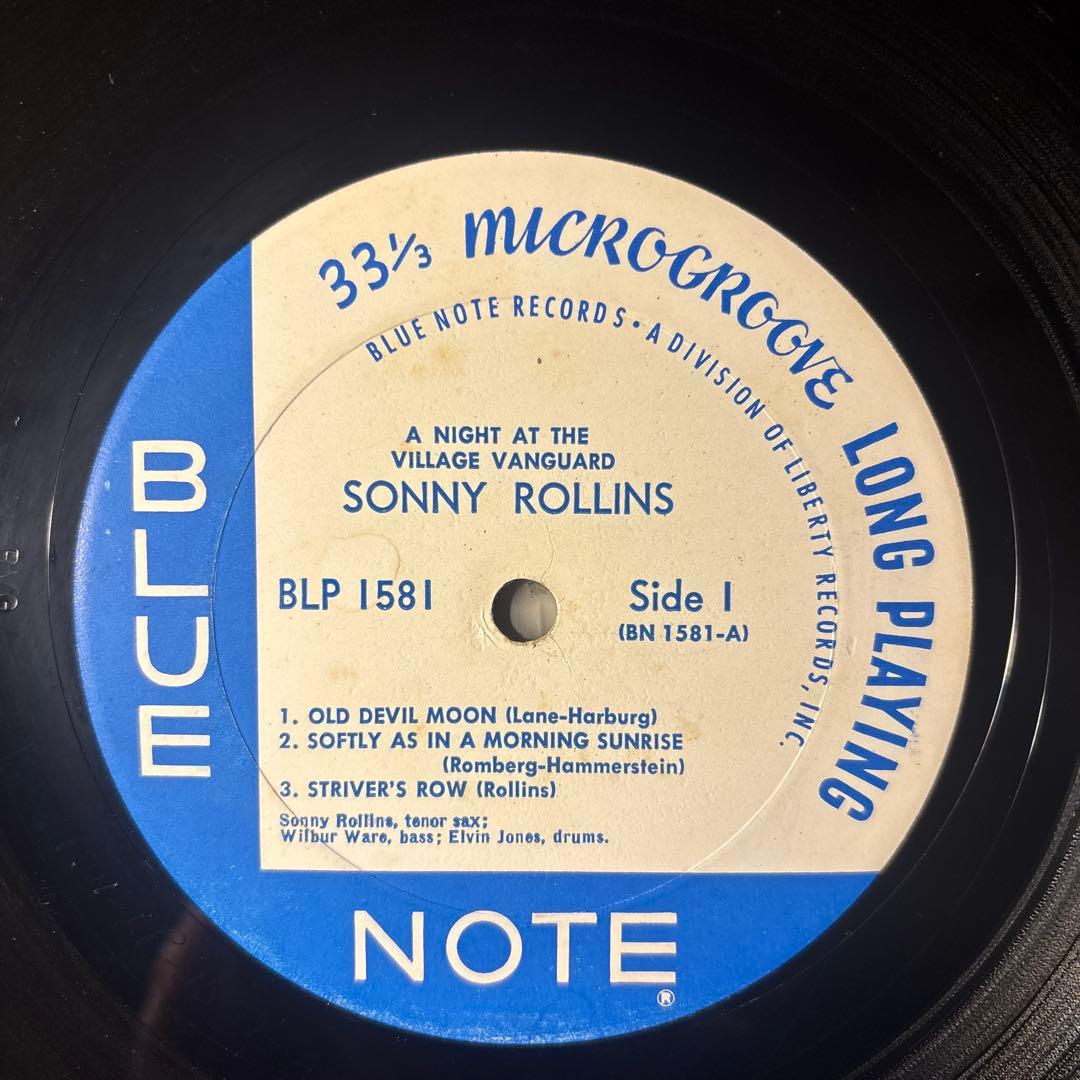 33⅓ MICROGROOVE LONG PLAYING
BLUE NOTE RECORDS • A DIVISION OF LIBERTY RECORDS, INC.
A NIGHT AT THE
VILLAGE VANGUARD
SONNY ROLLINS
BLP 1581
Side 1
(BN 1581-A)
1. OLD DEVIL MOON (Lane-Harburg)
2. SOFTLY AS IN A MORNING SUNRISE
(Romberg-Hammerstein)
3. STRIVER'S ROW (Rollins)
Sonny Rollins, tenor sax;
Wilbur Ware, bass; Elvin Jones, drums.
BLUE
NOTE ®